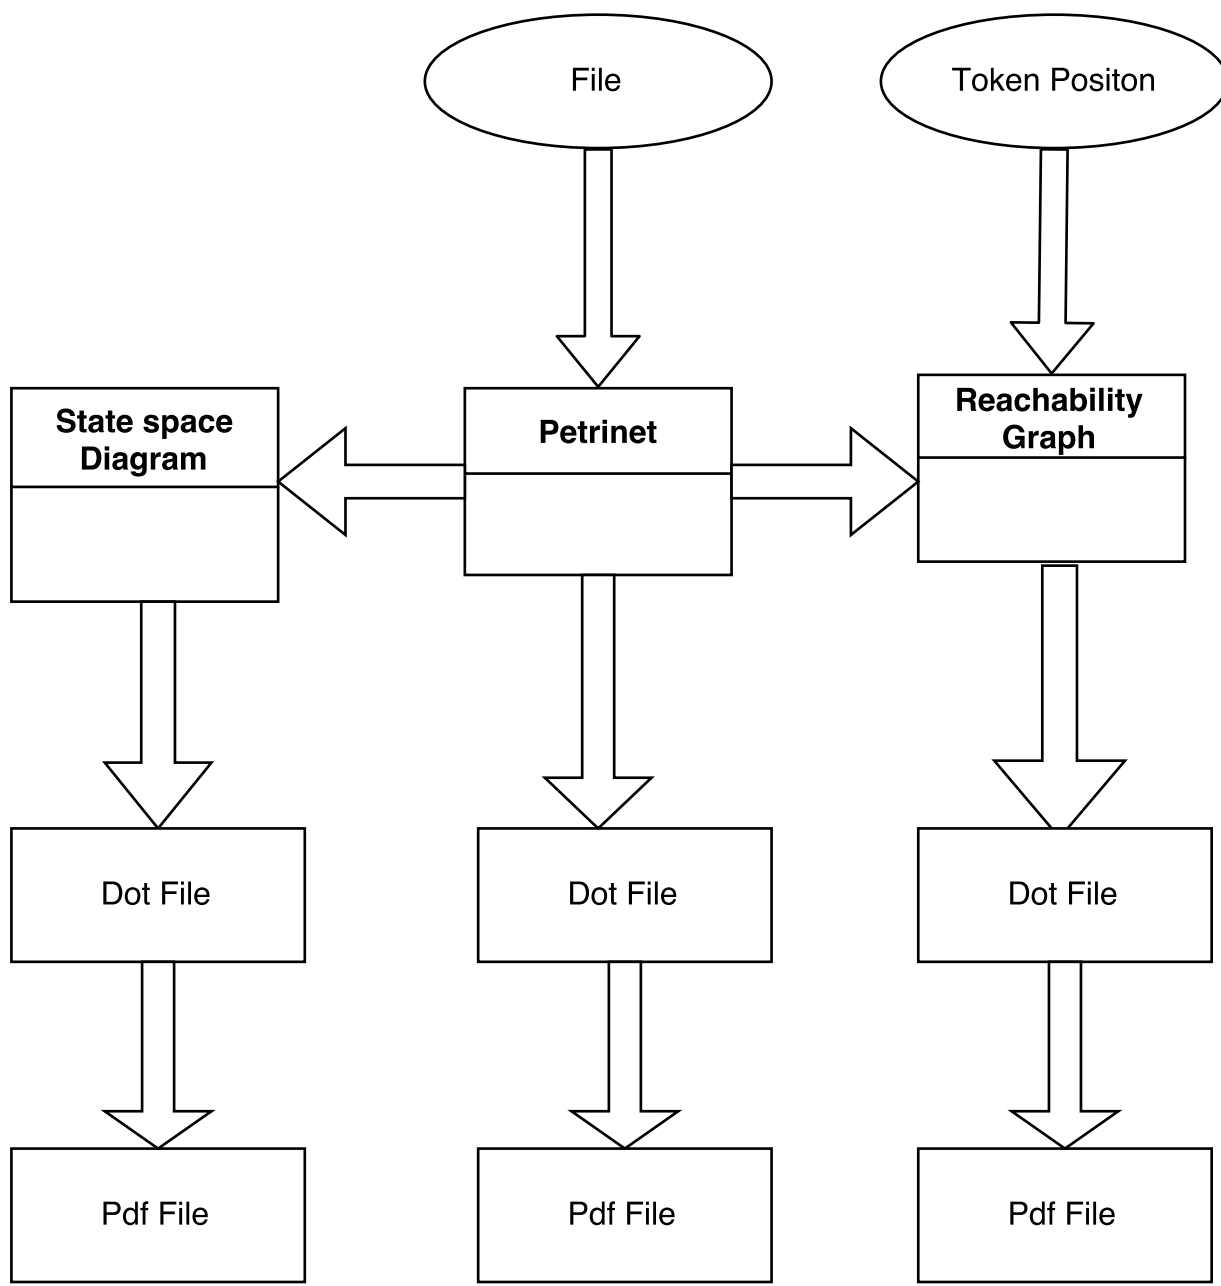 File
Token Positon
State space
Diagram
Petrinet
Reachability
Graph
Dot File
Dot File
Dot File
Pdf File
Pdf File
Pdf File